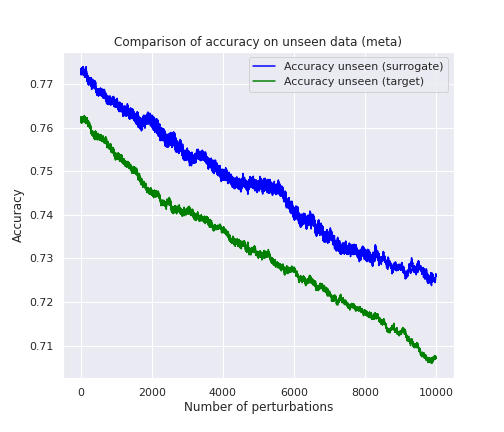 Comparison of accuracy on unseen data (meta)
Accuracy unseen (surrogate)
Accuracy unseen (target)
Accuracy
0.77
0.76
0.75
0.74
0.73
0.72
0.71
0
2000
4000
6000
8000
10000
Number of perturbations